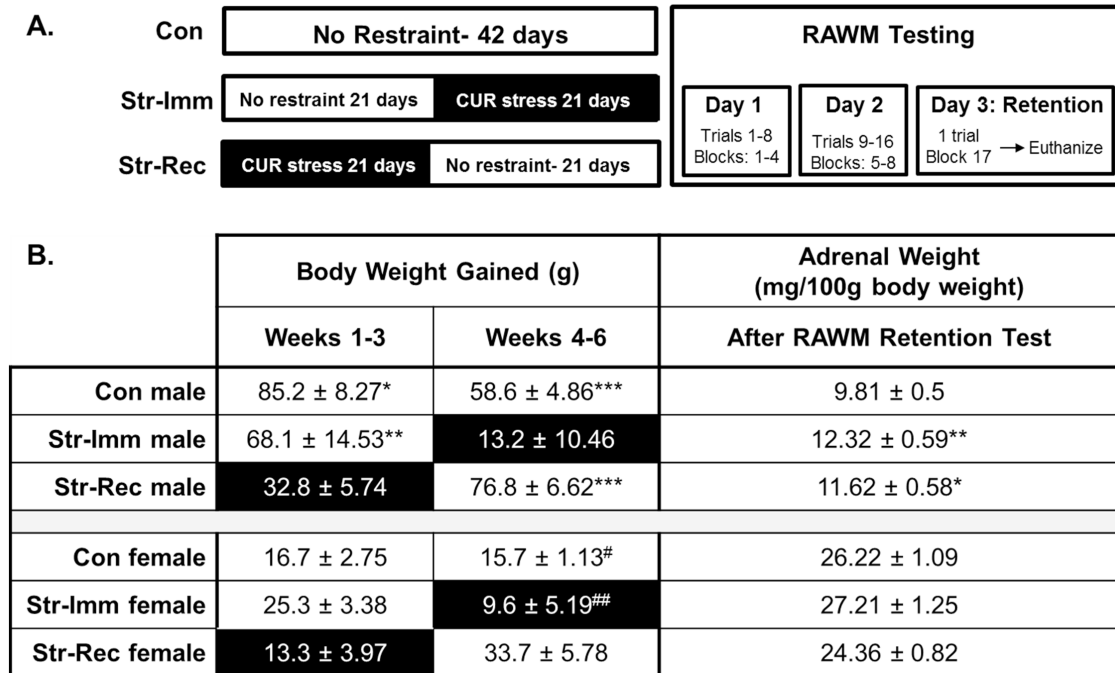 A.
Con
No Restraint- 42 days
Str-Imm
No restraint 21 days
CUR stress 21 days
Str-Rec
CUR stress 21 days
No restraint- 21 days
RAWM Testing
Day 1
Trials 1-8
Blocks: 1-4
Day 2
Trials 9-16
Blocks: 5-8
Day 3: Retention
1 trial
Block 17 → Euthanize
B.
Body Weight Gained (g)
Adrenal Weight
(mg/100g body weight)
Weeks 1-3
Weeks 4-6
After RAWM Retention Test
Con male 85.2 ± 8.27* 58.6 ± 4.86*** 9.81 ± 0.5
Str-Imm male 68.1 ± 14.53** 13.2 ± 10.46 12.32 ± 0.59**
Str-Rec male 32.8 ± 5.74 76.8 ± 6.62*** 11.62 ± 0.58*
Con female 16.7 ± 2.75 15.7 ± 1.13# 26.22 ± 1.09
Str-Imm female 25.3 ± 3.38 9.6 ± 5.19## 27.21 ± 1.25
Str-Rec female 13.3 ± 3.97 33.7 ± 5.78 24.36 ± 0.82